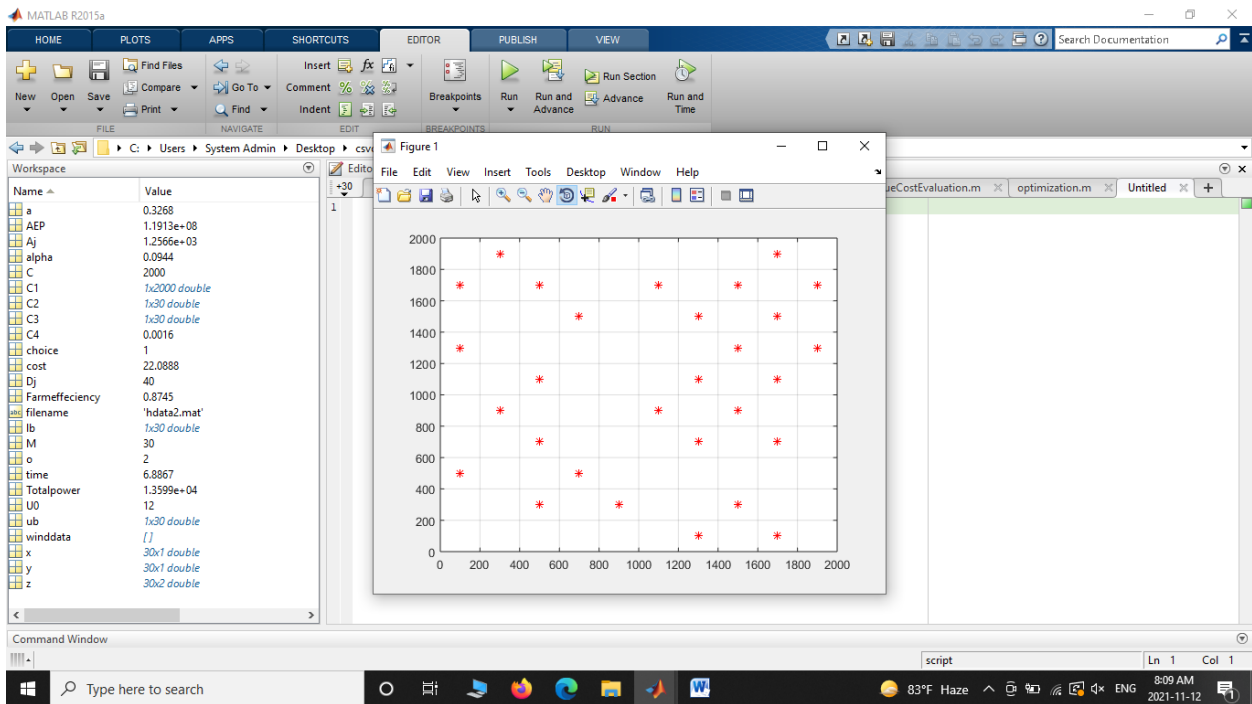 MATLAB R2015a
HOME PLOTS APPS SHORTCUTS EDITOR PUBLISH VIEW Search Documentation
New Open Save Find Files Compare Print Go To Find Insert fx Comment % Indent Breakpoints Run Run and Advance Run Section Advance Run and Time
FILE NAVIGATE EDIT BREAKPOINTS RUN
C: Users System Admin Desktop csv
Workspace
Name Value
a 0.3268
AEP 1.1913e+08
Aj 1.2566e+03
alpha 0.0944
C 2000
C1 1x2000 double
C2 1x30 double
C3 1x30 double
C4 0.0016
choice 1
cost 22.0888
Dj 40
Farmeffeciency 0.8745
abc filename 'hdata2.mat'
lb 1x30 double
M 30
o 2
time 6.8867
Totalpower 1.3599e+04
U0 12
ub 1x30 double
winddata []
x 30x1 double
y 30x1 double
z 30x2 double
Edito
+30 ueCostEvaluation.m optimization.m Untitled +
1
Figure 1
File Edit View Insert Tools Desktop Window Help
2000
1800
1600
1400
1200
1000
800
600
400
200
0
0 200 400 600 800 1000 1200 1400 1600 1800 2000
Command Window
script Ln 1 Col 1
Type here to search 83°F Haze ENG 8:09 AM
2021-11-12 1